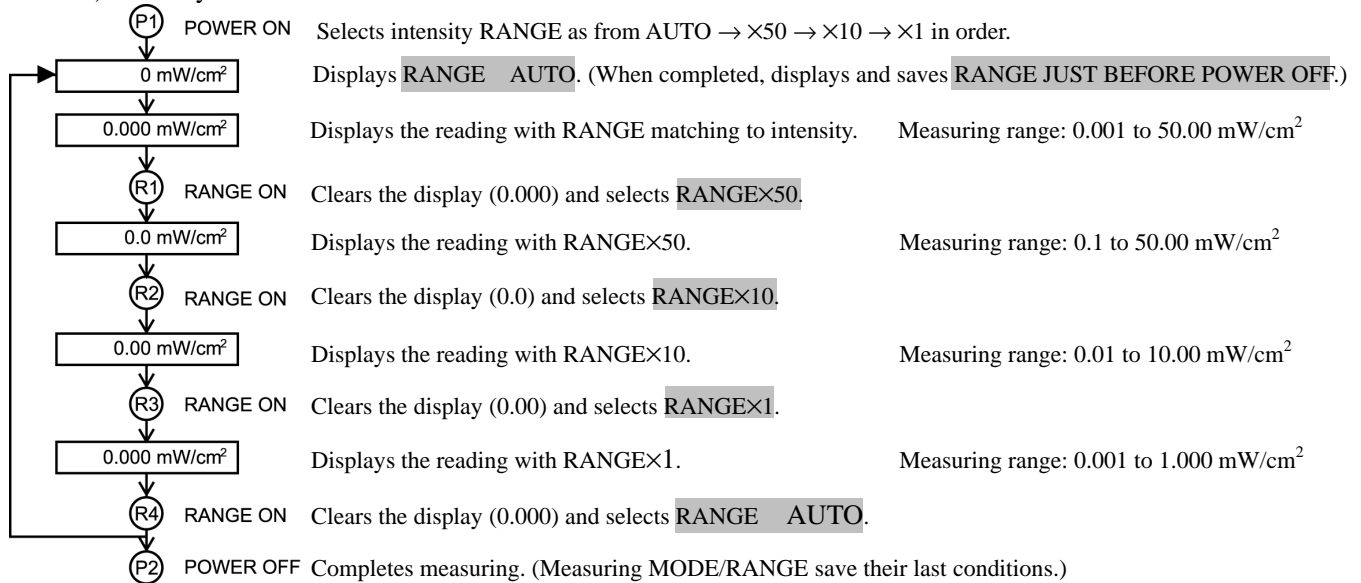 P1 POWER ON Selects intensity RANGE as from AUTO → ×50 → ×10 → ×1 in order.
0 mW/cm² Displays RANGE AUTO. (When completed, displays and saves RANGE JUST BEFORE POWER OFF.)
0.000 mW/cm² Displays the reading with RANGE matching to intensity. Measuring range: 0.001 to 50.00 mW/cm²
R1 RANGE ON Clears the display (0.000) and selects RANGE×50.
0.0 mW/cm² Displays the reading with RANGE×50. Measuring range: 0.1 to 50.00 mW/cm²
R2 RANGE ON Clears the display (0.0) and selects RANGE×10.
0.00 mW/cm² Displays the reading with RANGE×10. Measuring range: 0.01 to 10.00 mW/cm²
R3 RANGE ON Clears the display (0.00) and selects RANGE×1.
0.000 mW/cm² Displays the reading with RANGE×1. Measuring range: 0.001 to 1.000 mW/cm²
R4 RANGE ON Clears the display (0.000) and selects RANGE AUTO.
P2 POWER OFF Completes measuring. (Measuring MODE/RANGE save their last conditions.)